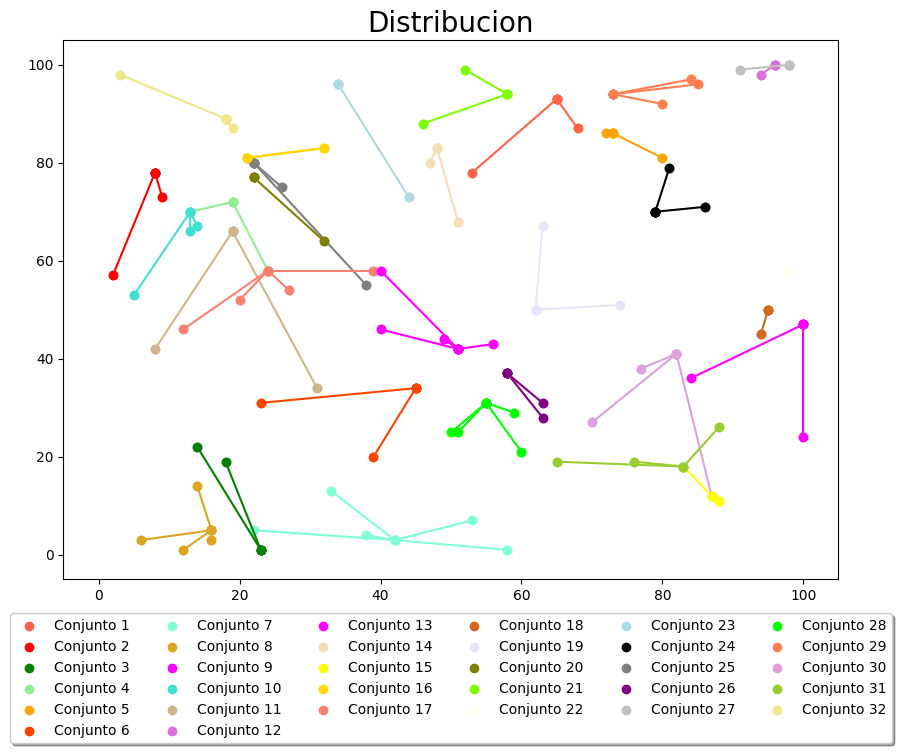 Distribucion
100
80
60
40
20
0
0 20 40 60 80 100
Conjunto 1 Conjunto 7 Conjunto 13 Conjunto 18 Conjunto 23 Conjunto 28
Conjunto 2 Conjunto 8 Conjunto 14 Conjunto 19 Conjunto 24 Conjunto 29
Conjunto 3 Conjunto 9 Conjunto 15 Conjunto 20 Conjunto 25 Conjunto 30
Conjunto 4 Conjunto 10 Conjunto 16 Conjunto 21 Conjunto 26 Conjunto 31
Conjunto 5 Conjunto 11 Conjunto 17 Conjunto 22 Conjunto 27 Conjunto 32
Conjunto 6 Conjunto 12